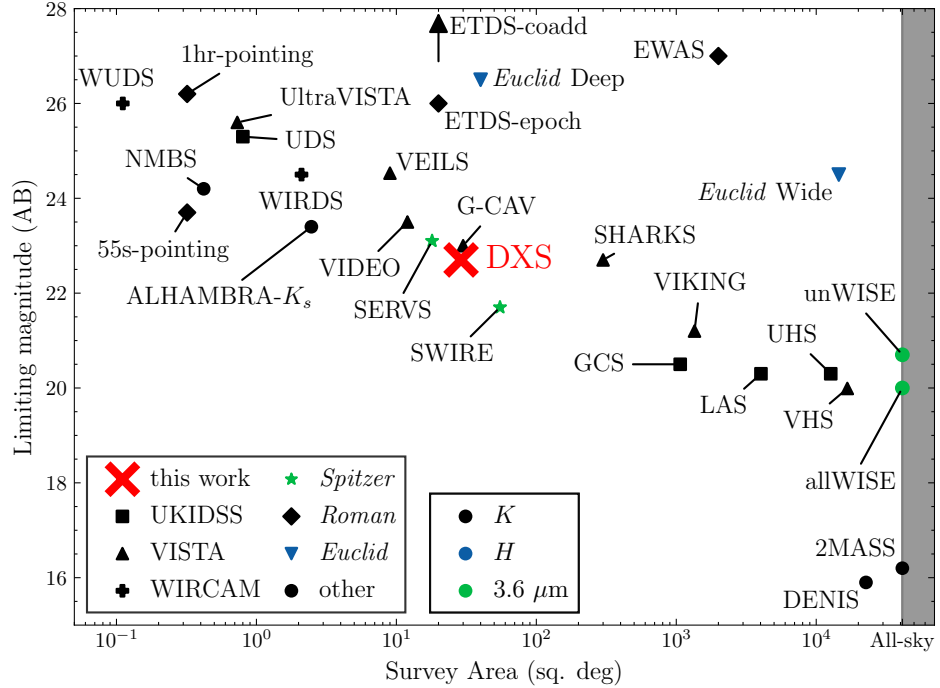 28
26
24
22
20
18
16
Limiting magnitude (AB)
ETDS-coadd
1hr-pointing
EWAS
WUDS
Euclid Deep
UltraVISTA
ETDS-epoch
UDS
NMBS
VEILS
WIRDS
Euclid Wide
G-CAV
55s-pointing
SHARKS
VIDEO
DXS
ALHAMBRA-Kₛ
SERVS
VIKING
unWISE
SWIRE
UHS
GCS
LAS
VHS
allWISE
2MASS
DENIS
this work
UKIDSS
VISTA
WIRCAM
Spitzer
Roman
Euclid
other
K
H
3.6 μm
10⁻¹ 10⁰ 10¹ 10² 10³ 10⁴ All-sky
Survey Area (sq. deg)